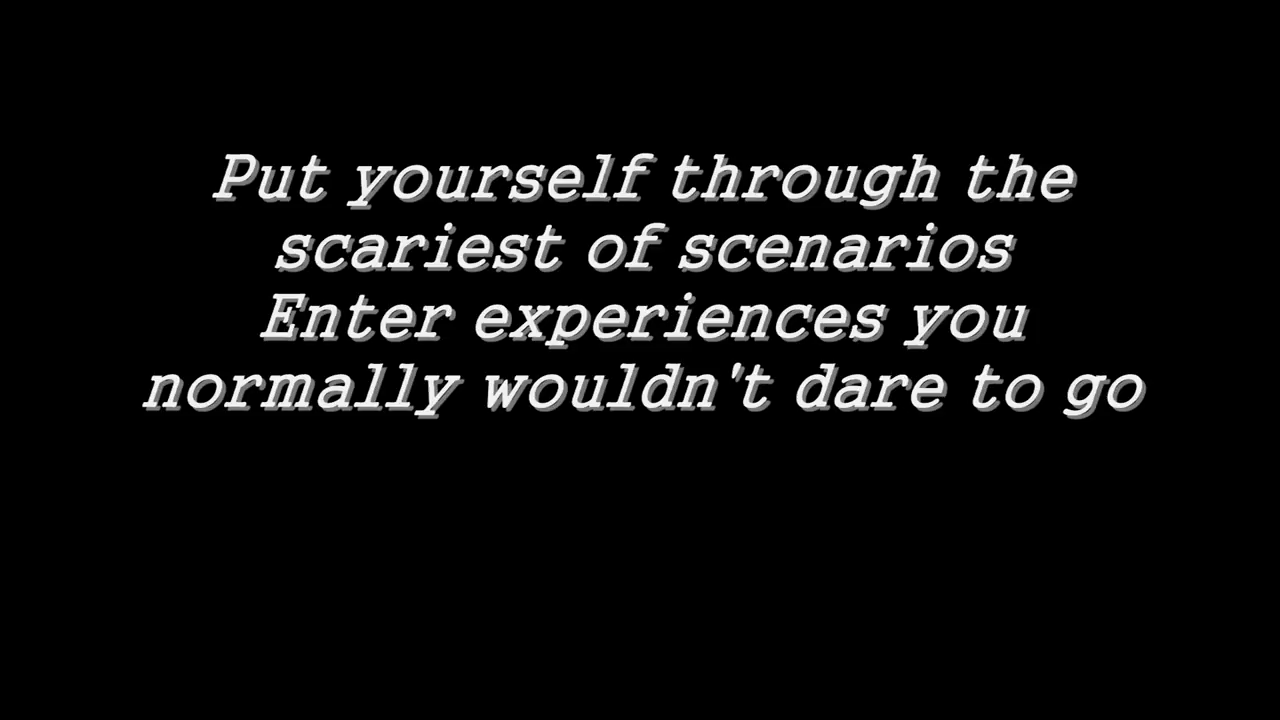 Put yourself through the
scariest of scenarios
Enter experiences you
normally wouldn't dare to go